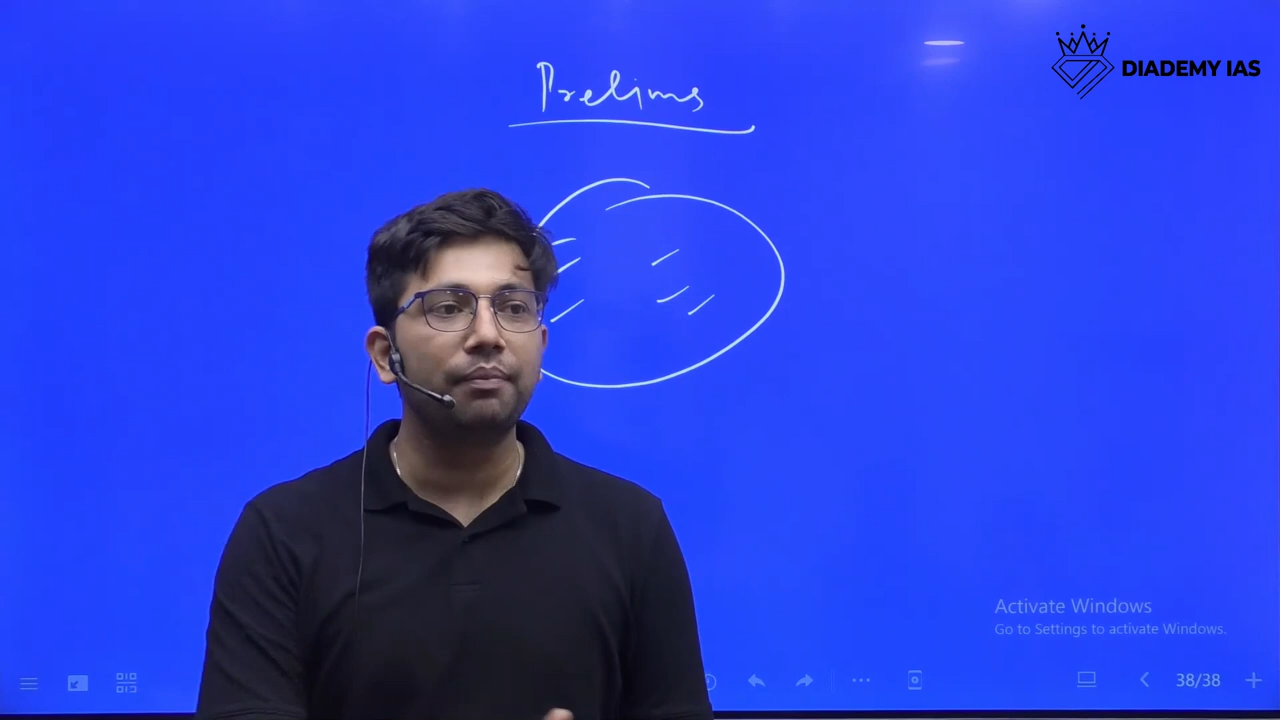 Prelims
DIADEMY IAS
Activate Windows
Go to Settings to activate Windows.
38/38